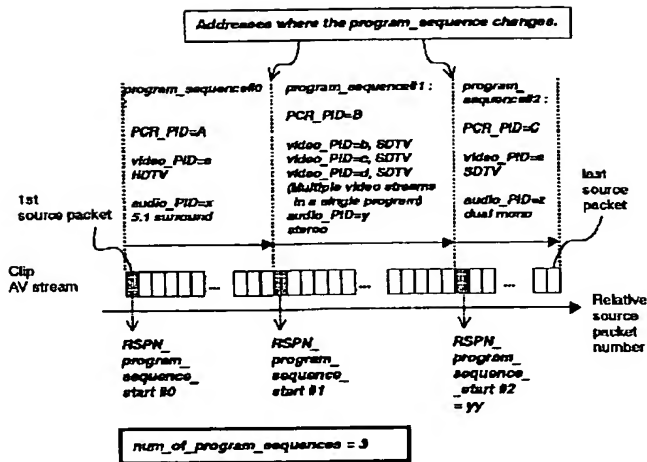 Addresses where the program_sequence changes.
program_sequence#0
PCR_PID=A
video_PID=a
HDTV
audio_PID=x
5.1 surround
program_sequence#1 :
PCR_PID=B
video_PID=b, SDTV
video_PID=c, SDTV
video_PID=d, SDTV
(Multiple video streams
in a single program)
audio_PID=y
stereo
program_
sequence#2 :
PCR_PID=C
video_PID=e
SDTV
audio_PID=z
dual mono
1st
source packet
last
source
packet
Clip
AV stream
... ... ... ...
Relative
source
packet
number
RSPN_
program_
sequence_
start #0
RSPN_
program_
sequence_
start #1
RSPN_
program_
sequence_
_start #2
= yy
num_of_program_sequences = 3